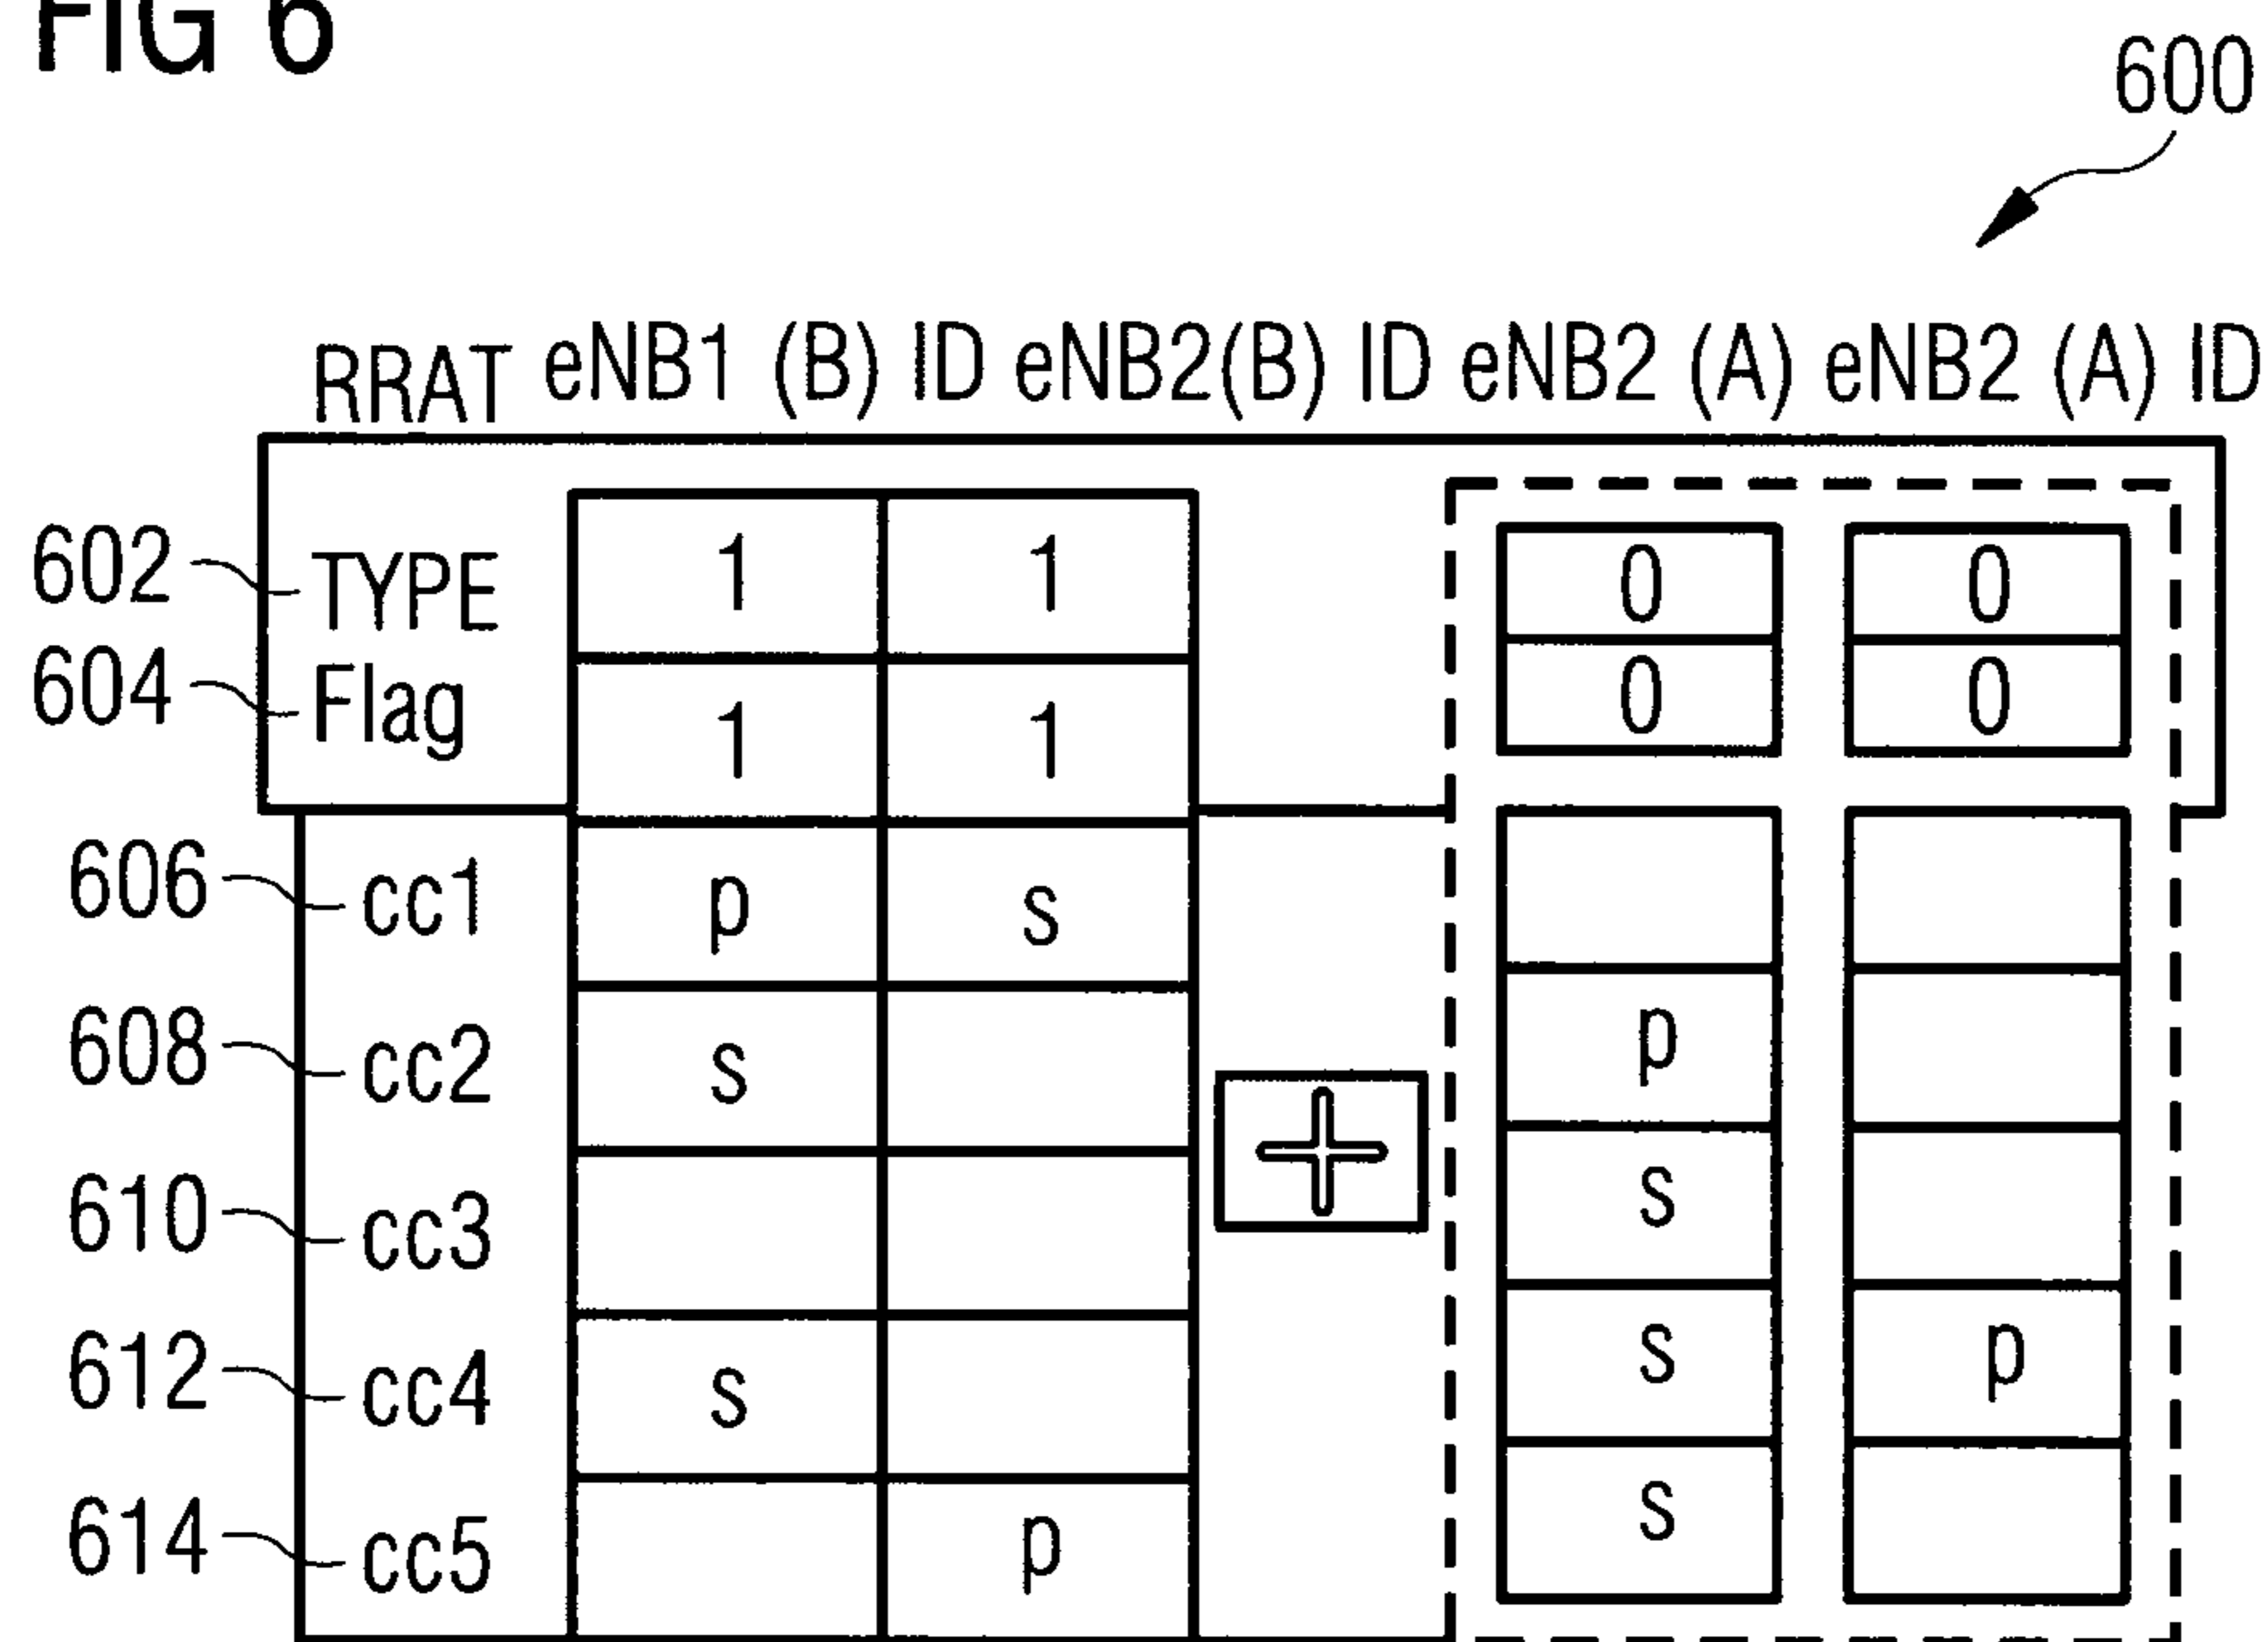 FIG 6
600
RRAT eNB1 (B) ID eNB2(B) ID eNB2 (A) eNB2 (A) ID
602 TYPE 1 1 0 0
604 Flag 1 1 0 0
606 cc1 p s
608 cc2 s p
610 cc3 s
612 cc4 s s p
614 cc5 p s